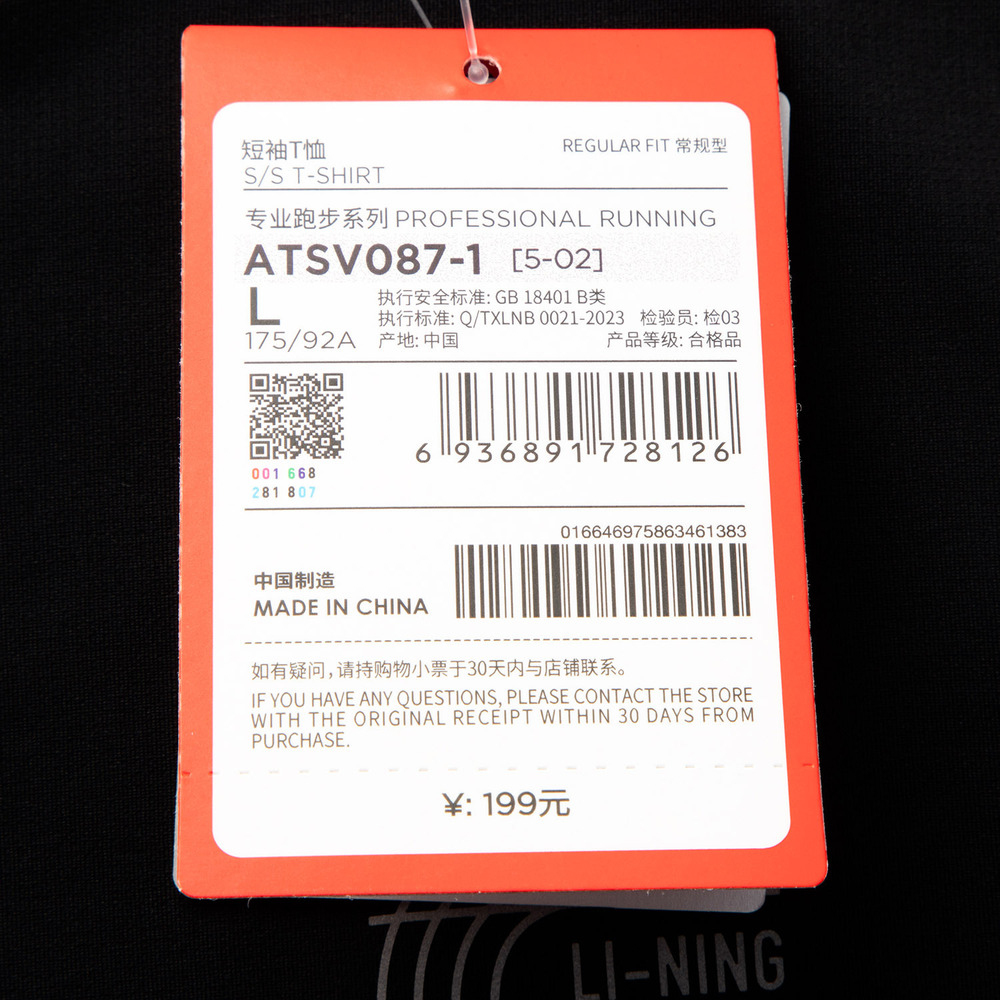 短袖T恤
S/S T-SHIRT
REGULAR FIT 常规型
专业跑步系列 PROFESSIONAL RUNNING
ATSV087-1 [5-02]
L
175/92A
执行安全标准: GB 18401 B类
执行标准: Q/TXLNB 0021-2023 检验员: 检03
产地: 中国 产品等级: 合格品
001 668
281 807
6 936891 728126
016646975863461383
中国制造
MADE IN CHINA
如有疑问,请持购物小票于30天内与店铺联系。
IF YOU HAVE ANY QUESTIONS, PLEASE CONTACT THE STORE
WITH THE ORIGINAL RECEIPT WITHIN 30 DAYS FROM
PURCHASE.
¥: 199元
LI-NING